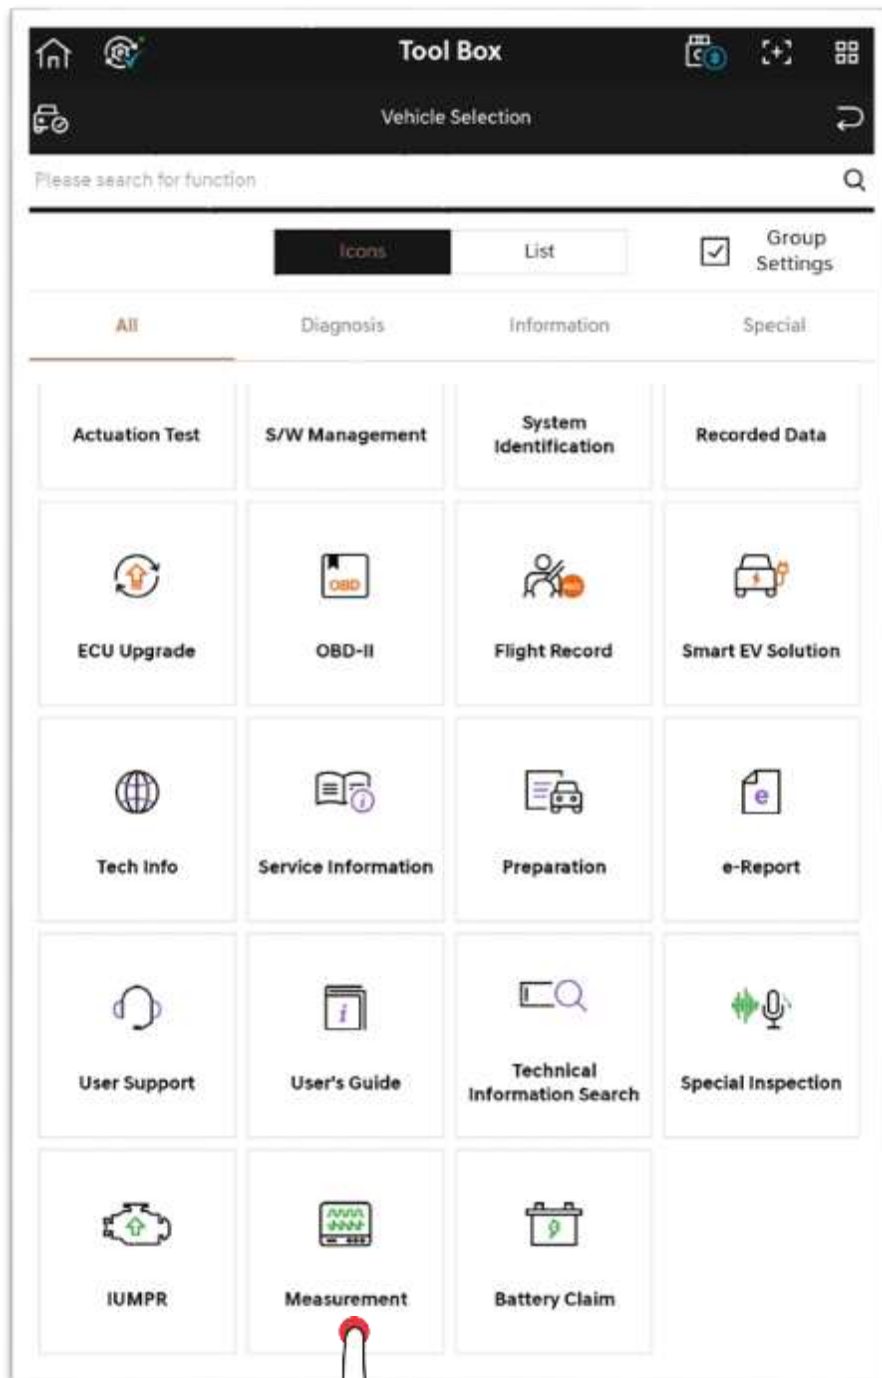 Tool Box
Vehicle Selection
Please search for function
Icons
List
Group
Settings
All
Diagnosis
Information
Special
Actuation Test
S/W Management
System
Identification
Recorded Data
OBD
ECU Upgrade
OBD-II
Flight Record
Smart EV Solution
i
e
Tech Info
Service Information
Preparation
e-Report
i
User Support
User's Guide
Technical
Information Search
Special Inspection
IUMPR
Measurement
Battery Claim